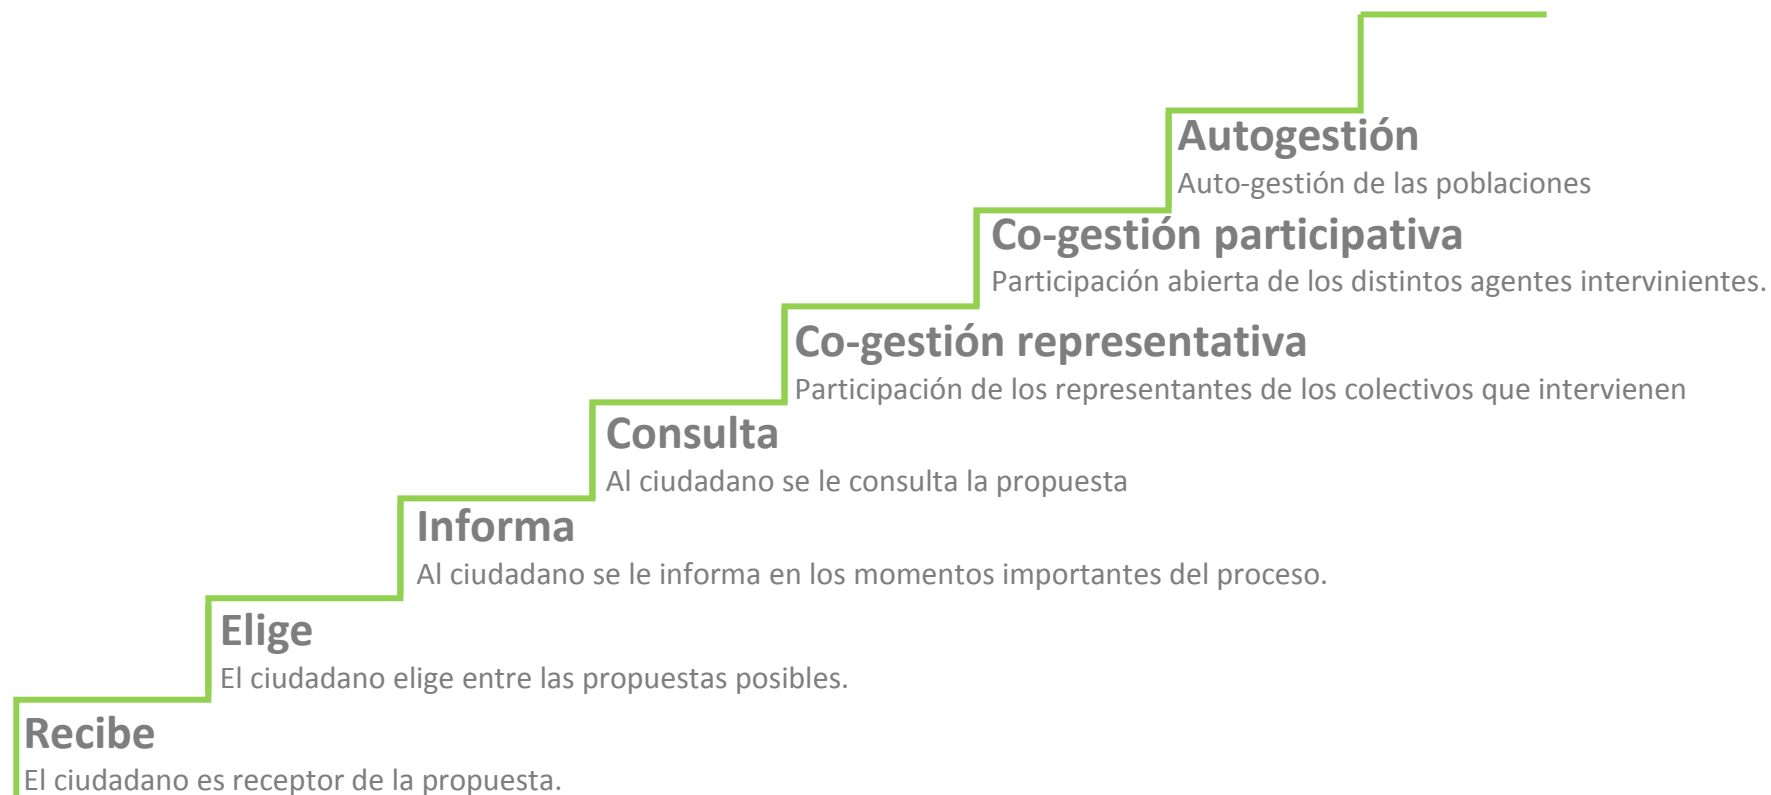 Autogestión
Auto-gestión de las poblaciones
Co-gestión participativa
Participación abierta de los distintos agentes intervinientes.
Co-gestión representativa
Participación de los representantes de los colectivos que intervienen
Consulta
Al ciudadano se le consulta la propuesta
Informa
Al ciudadano se le informa en los momentos importantes del proceso.
Elige
El ciudadano elige entre las propuestas posibles.
Recibe
El ciudadano es receptor de la propuesta.